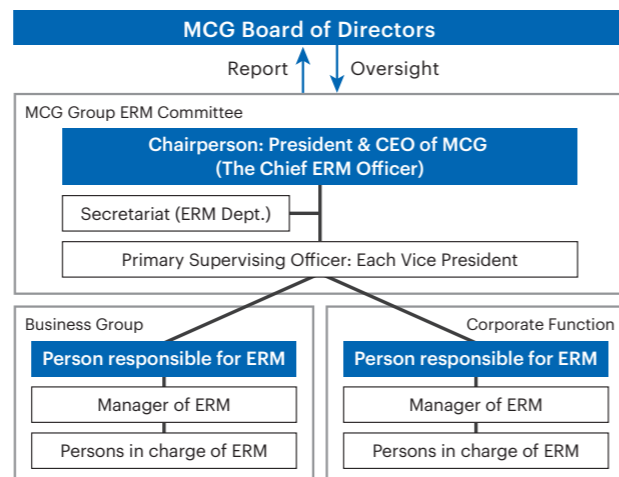 MCG Board of Directors
Report
Oversight
MCG Group ERM Committee
Chairperson: President & CEO of MCG
(The Chief ERM Officer)
Secretariat (ERM Dept.)
Primary Supervising Officer: Each Vice President
Business Group
Person responsible for ERM
Manager of ERM
Persons in charge of ERM
Corporate Function
Person responsible for ERM
Manager of ERM
Persons in charge of ERM